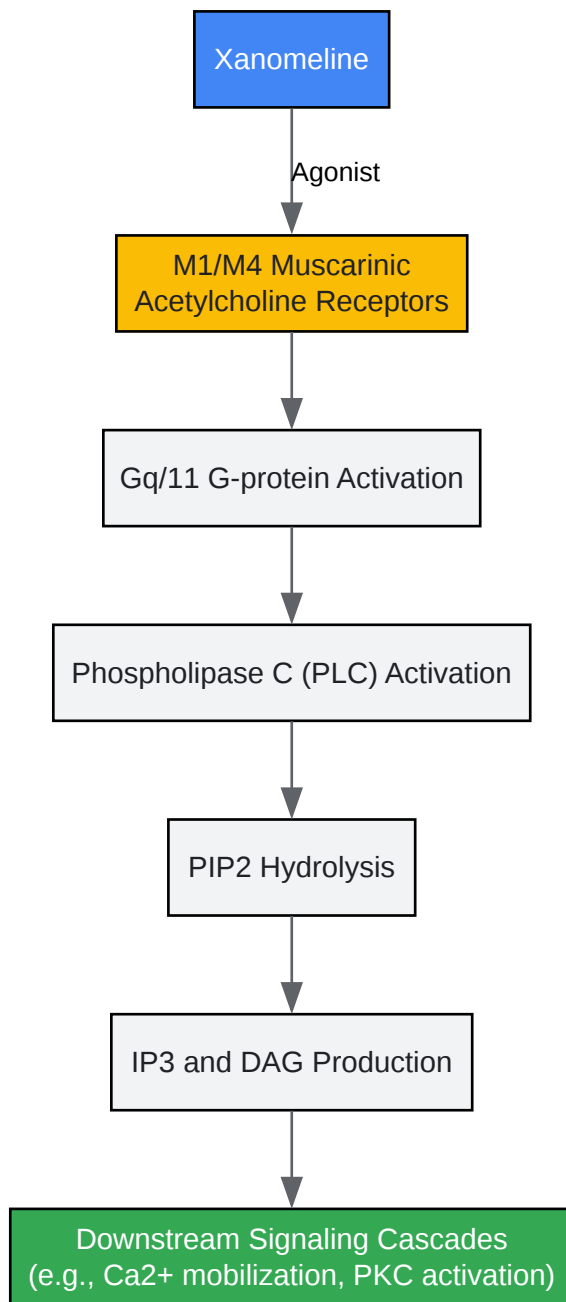 Xanomeline
Agonist
M1/M4 Muscarinic
Acetylcholine Receptors
Gq/11 G-protein Activation
Phospholipase C (PLC) Activation
PIP2 Hydrolysis
IP3 and DAG Production
Downstream Signaling Cascades
(e.g., Ca2+ mobilization, PKC activation)